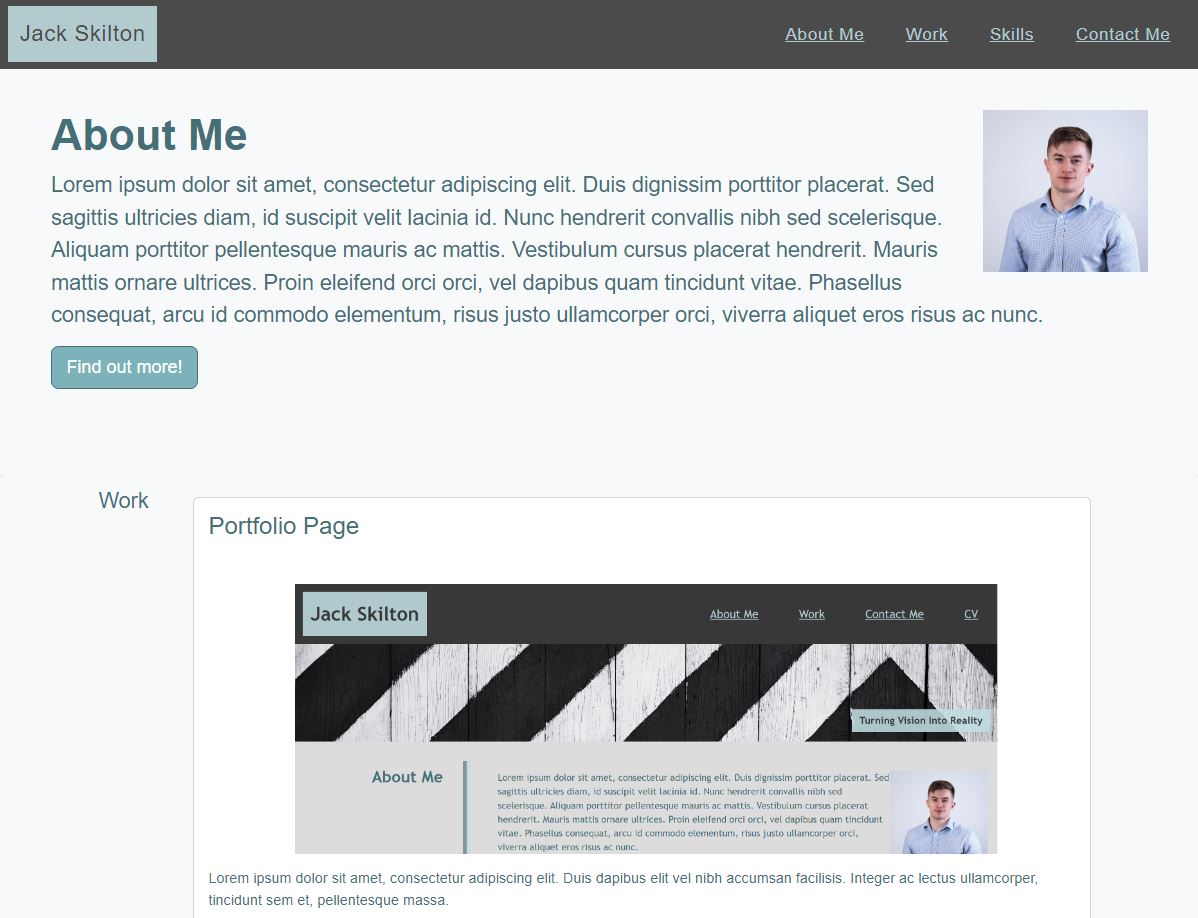 Jack Skilton
About Me Work Skills Contact Me
About Me
Lorem ipsum dolor sit amet, consectetur adipiscing elit. Duis dignissim porttitor placerat. Sed
sagittis ultricies diam, id suscipit velit lacinia id. Nunc hendrerit convallis nibh sed scelerisque.
Aliquam porttitor pellentesque mauris ac mattis. Vestibulum cursus placerat hendrerit. Mauris
mattis ornare ultrices. Proin eleifend orci orci, vel dapibus quam tincidunt vitae. Phasellus
consequat, arcu id commodo elementum, risus justo ullamcorper orci, viverra aliquet eros risus ac nunc.
Find out more!
Work
Portfolio Page
Jack Skilton
About Me Work Contact Me CV
Turning Vision Into Reality
About Me
Lorem ipsum dolor sit amet, consectetur adipiscing elit. Duis dignissim porttitor placerat. Sed
sagittis ultricies diam, id suscipit velit lacinia id. Nunc hendrerit convallis nibh sed
scelerisque. Aliquam porttitor pellentesque mauris ac mattis. Vestibulum cursus placerat
hendrerit. Mauris mattis ornare ultrices. Proin eleifend orci orci, vel dapibus quam tincidunt
vitae. Phasellus consequat, arcu id commodo elementum, risus justo ullamcorper orci,
viverra aliquet eros risus ac nunc.
Lorem ipsum dolor sit amet, consectetur adipiscing elit. Duis dapibus elit vel nibh accumsan facilisis. Integer ac lectus ullamcorper,
tincidunt sem et, pellentesque massa.